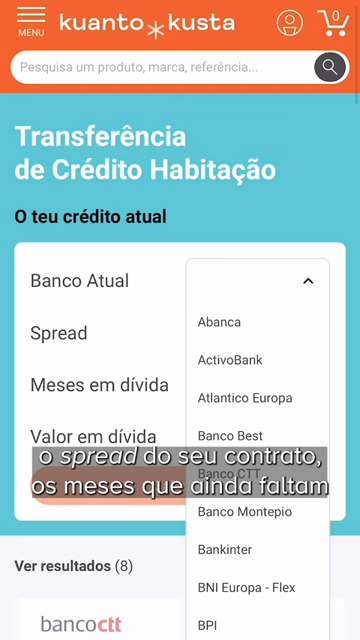 MENU
kuanto kusta
0
Pesquisa um produto, marca, referência...
Transferência
de Crédito Habitação
O teu crédito atual
Banco Atual
Spread
Meses em dívida
Valor em dívida
Abanca
ActivoBank
Atlantico Europa
Banco Best
Banco CTT
Banco Montepio
Bankinter
BNI Europa - Flex
BPI
o spread do seu contrato,
os meses que ainda faltam
Ver resultados (8)
bancoctt